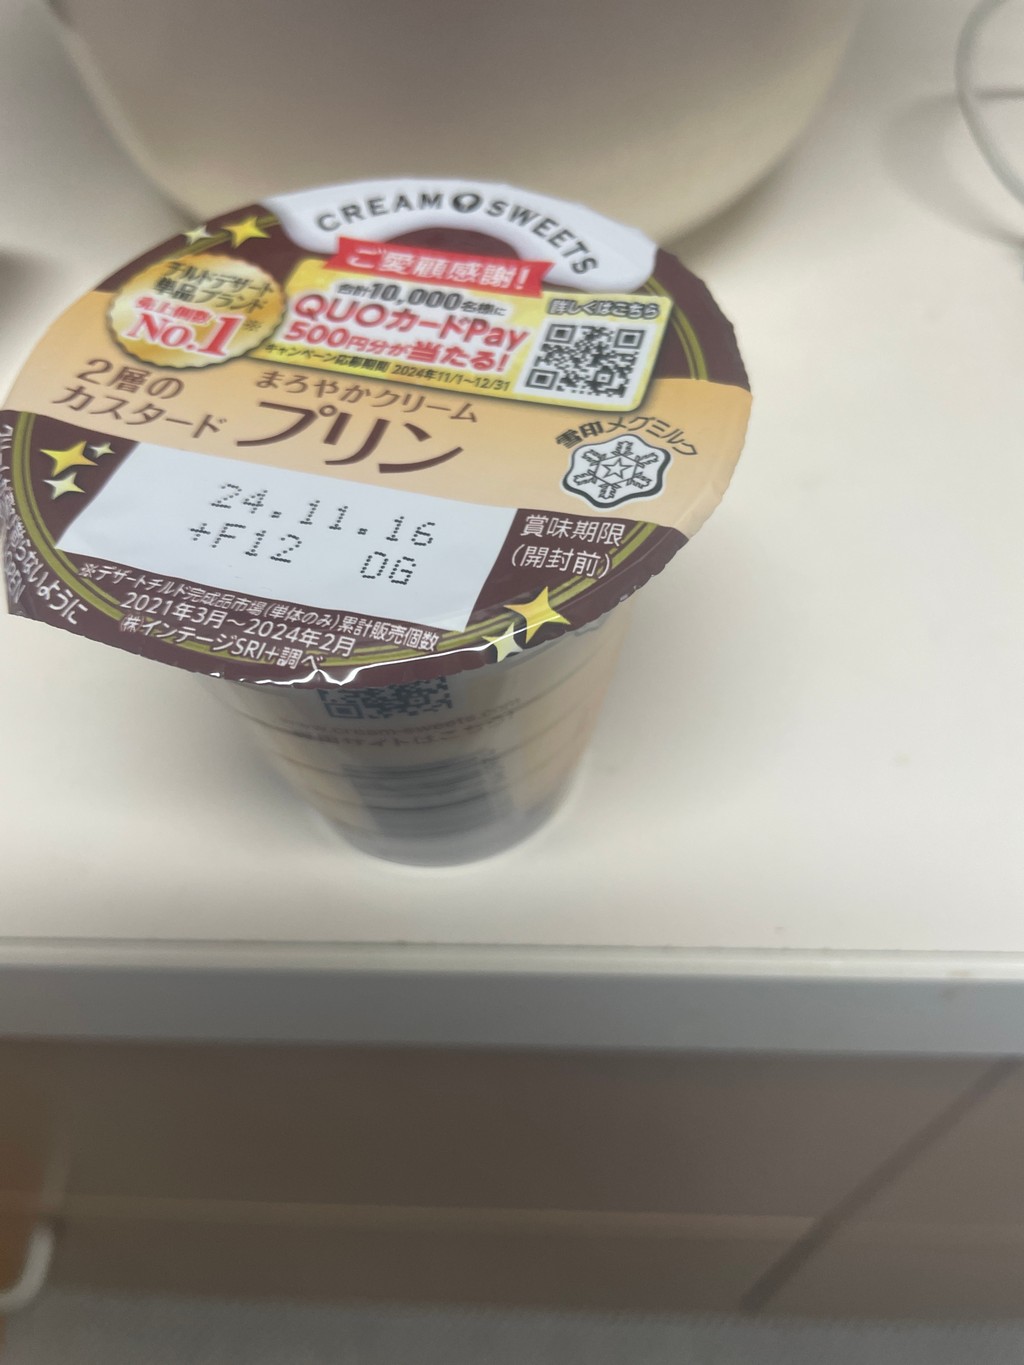 CREAM SWEETS
ご愛顧感謝!
合計10,000名様に
QUOカードPay
500円分が当たる!
キャンペーン応募期間 2024年11/1~12/31
詳しくはこちら
チルドデザート
単品ブランド
売上個数
No.1※
2層の
カスタード
まろやかクリーム
プリン
雪印メグミルク
24.11.16
+F12 06
賞味期限
(開封前)
※デザートチルド完成品市場(単体のみ)累計販売個数
2021年3月~2024年2月
㈱インテージSRI+調べ
らないように
OPEN